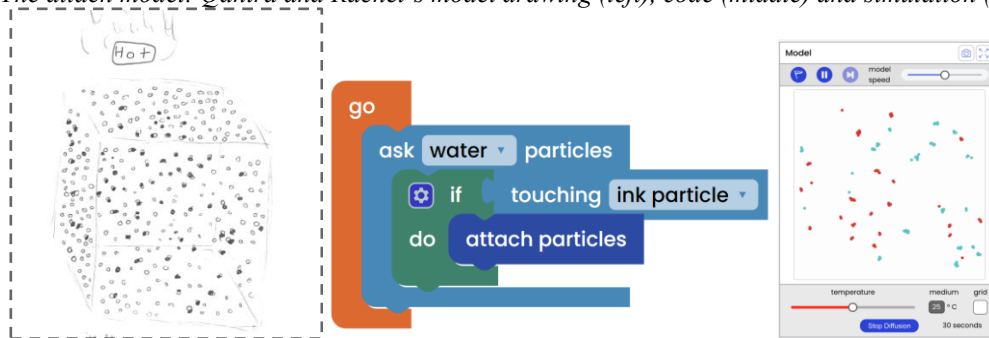 The attach model. Qunira and Rachel's model drawing (left), code (middle) and simulation (
Hot
go
ask water particles
if touching ink particle
do attach particles
Model
model
speed
temperature medium grid
25 °C
Stop Diffusion 30 seconds